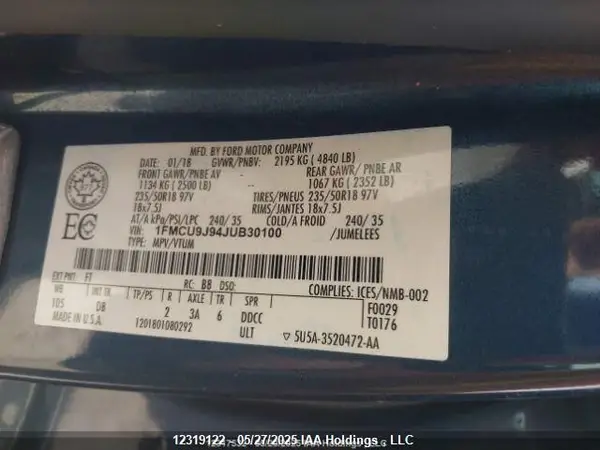 MFD. BY FORD MOTOR COMPANY
DATE: 01/18 GVWR/PNBV: 2195 KG ( 4840 LB)
FRONT GAWR/PNBE AV REAR GAWR/ PNBE AR
1134 KG ( 2500 LB) 1067 KG ( 2352 LB)
235/50R18 97V TIRES/PNEUS 235/50R18 97V
18x7.5J RIMS/JANTES 18x7.5J
AT/A kPa/PSI/LPC 240/ 35 COLD/A FROID 240/ 35
VIN: 1FMCU9J94JUB30100 /JUMELEES
TYPE: MPV/VTUM
EC
EXT PNT: FT RC: B8 DSO: COMPLIES: ICES/NMB-002
WB INT TR TP/PS R AXLE TR SPR F0029
105 DB 2 3A 6 DDCC T0176
MADE IN U.S.A. 1201801080292 ULT ▽ 5U5A-3520472-AA
12319122 - 05/27/2025 IAA Holdings , LLC